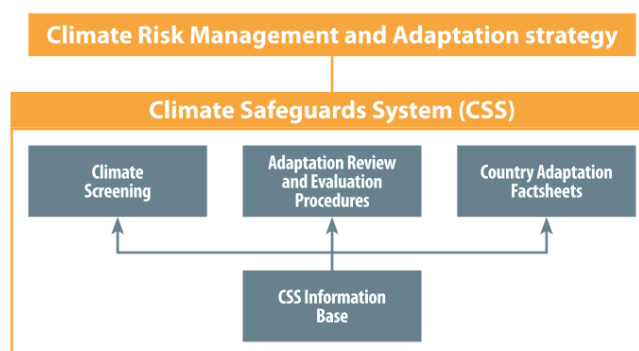 Climate Risk Management and Adaptation strategy
Climate Safeguards System (CSS)
Climate
Screening
Adaptation Review
and Evaluation
Procedures
Country Adaptation
Factsheets
CSS Information
Base